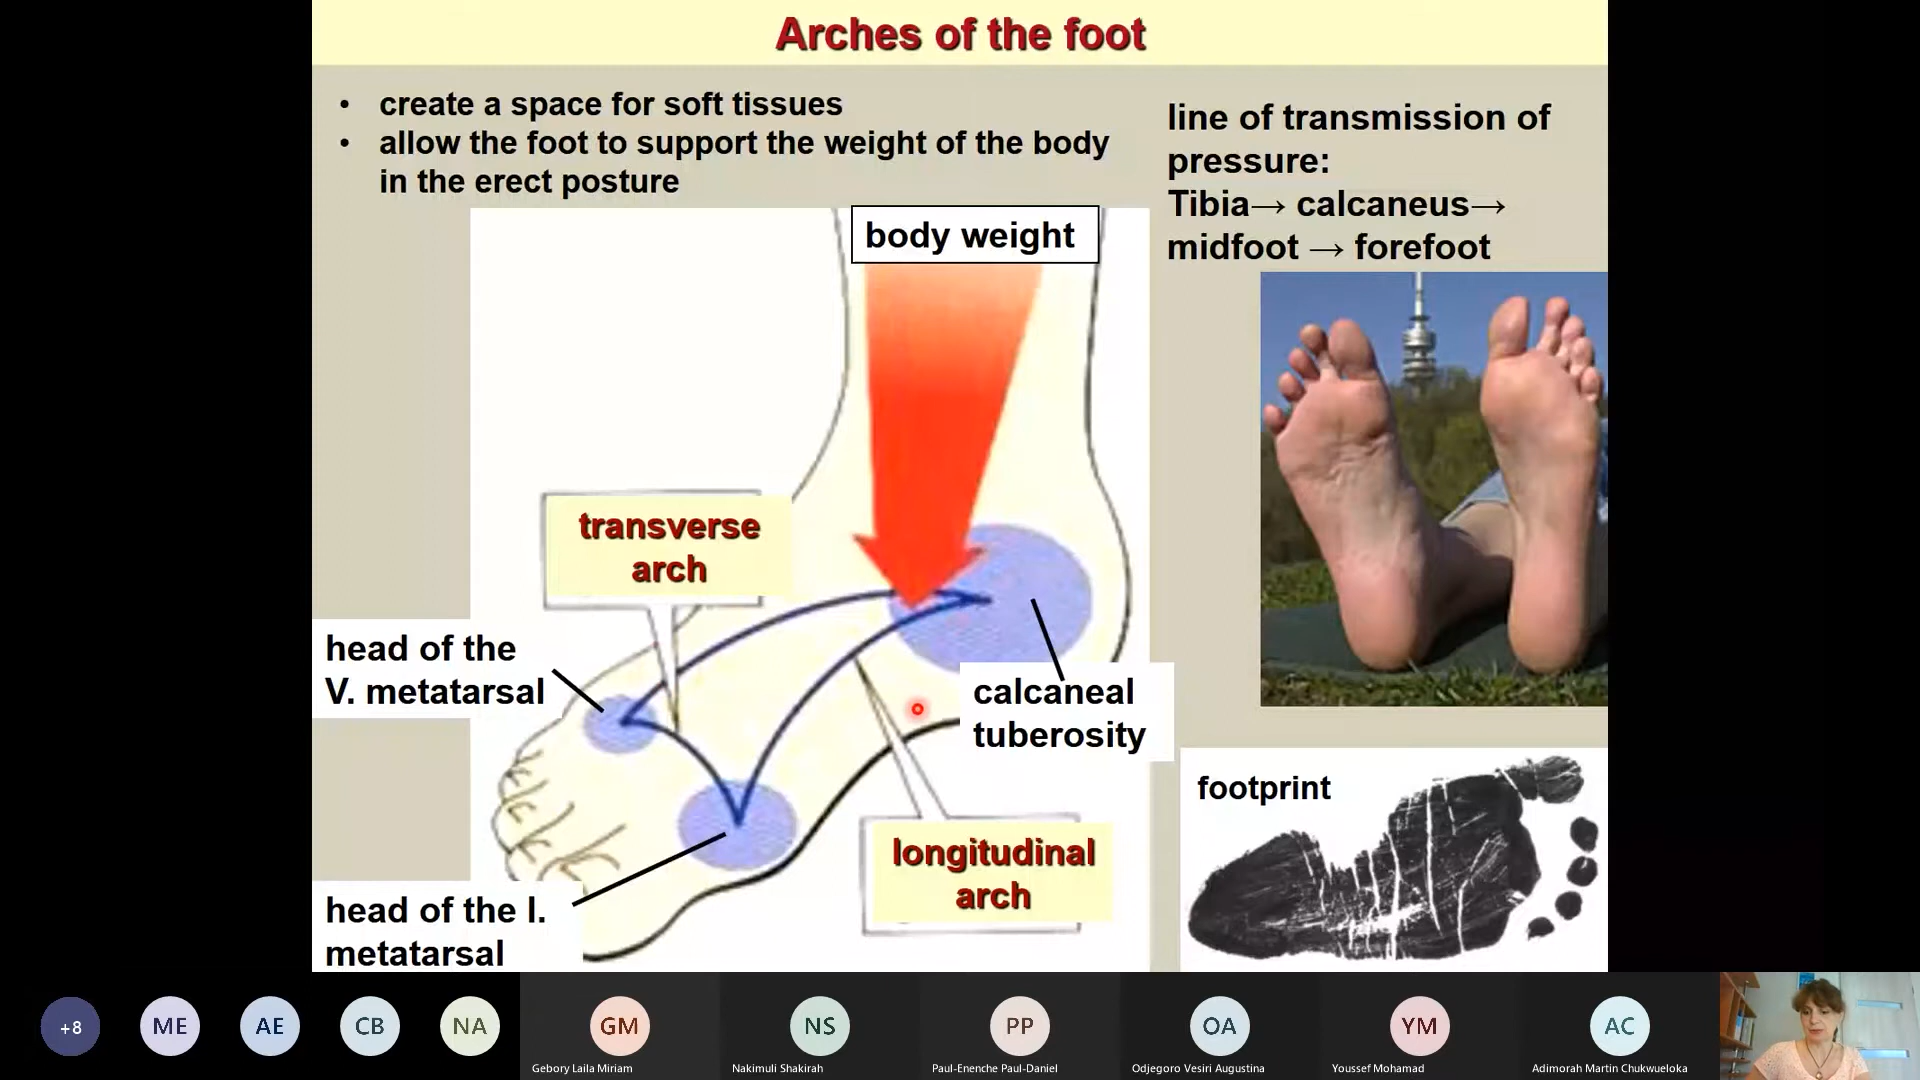 Arches of the foot
• create a space for soft tissues
• allow the foot to support the weight of the body
in the erect posture
line of transmission of
pressure:
Tibia→ calcaneus→
midfoot → forefoot
body weight
transverse
arch
head of the
V. metatarsal
calcaneal
tuberosity
longitudinal
arch
head of the I.
metatarsal
footprint
+8
ME
AE
CB
NA
GM
NS
PP
OA
YM
AC
Gebory Laila Miriam
Nakimuli Shakirah
Paul-Enenche Paul-Daniel
Odjegoro Vesiri Augustina
Youssef Mohamad
Adimorah Martin Chukwueloka